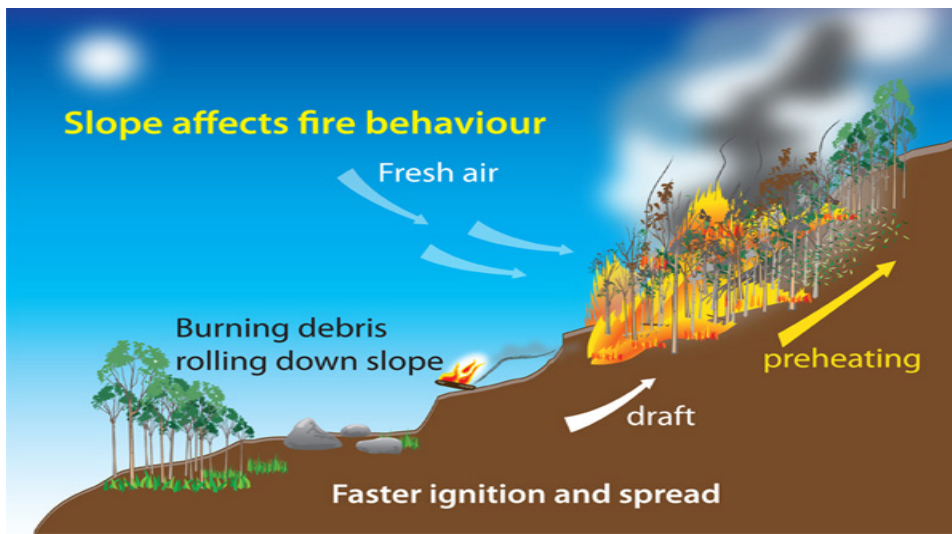 Slope affects fire behaviour
Fresh air
Burning debris
rolling down slope
preheating
draft
Faster ignition and spread